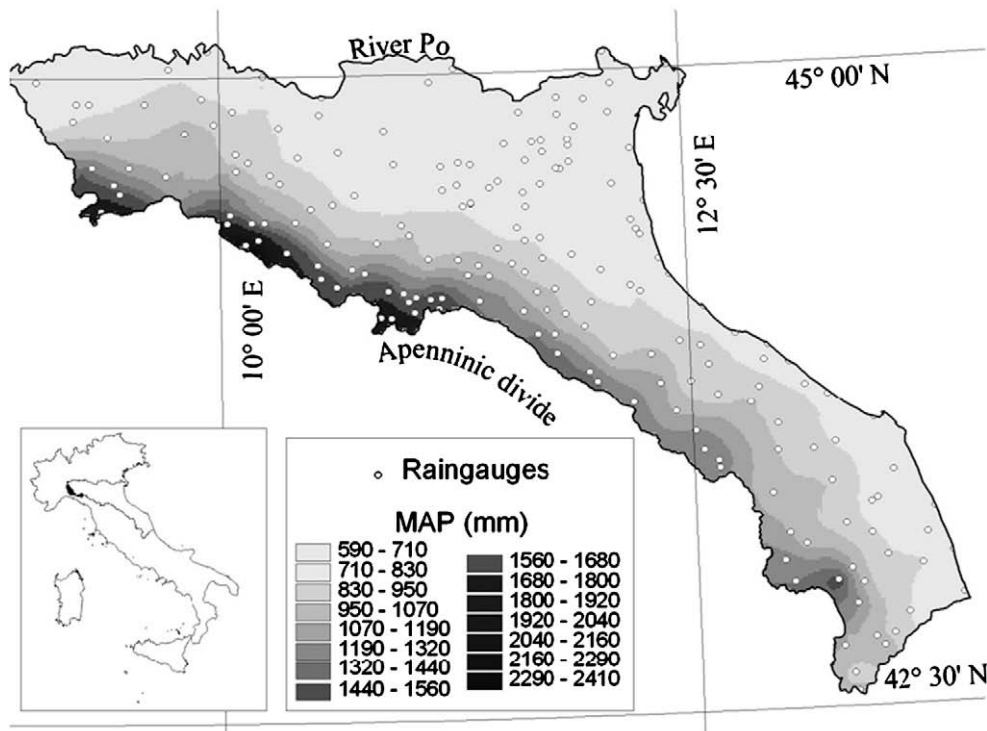 River Po
45° 00' N
12° 30' E
10° 00' E
Apenninic divide
Raingauges
MAP (mm)
590 - 710
710 - 830
830 - 950
950 - 1070
1070 - 1190
1190 - 1320
1320 - 1440
1440 - 1560
1560 - 1680
1680 - 1800
1800 - 1920
1920 - 2040
2040 - 2160
2160 - 2290
2290 - 2410
42° 30' N